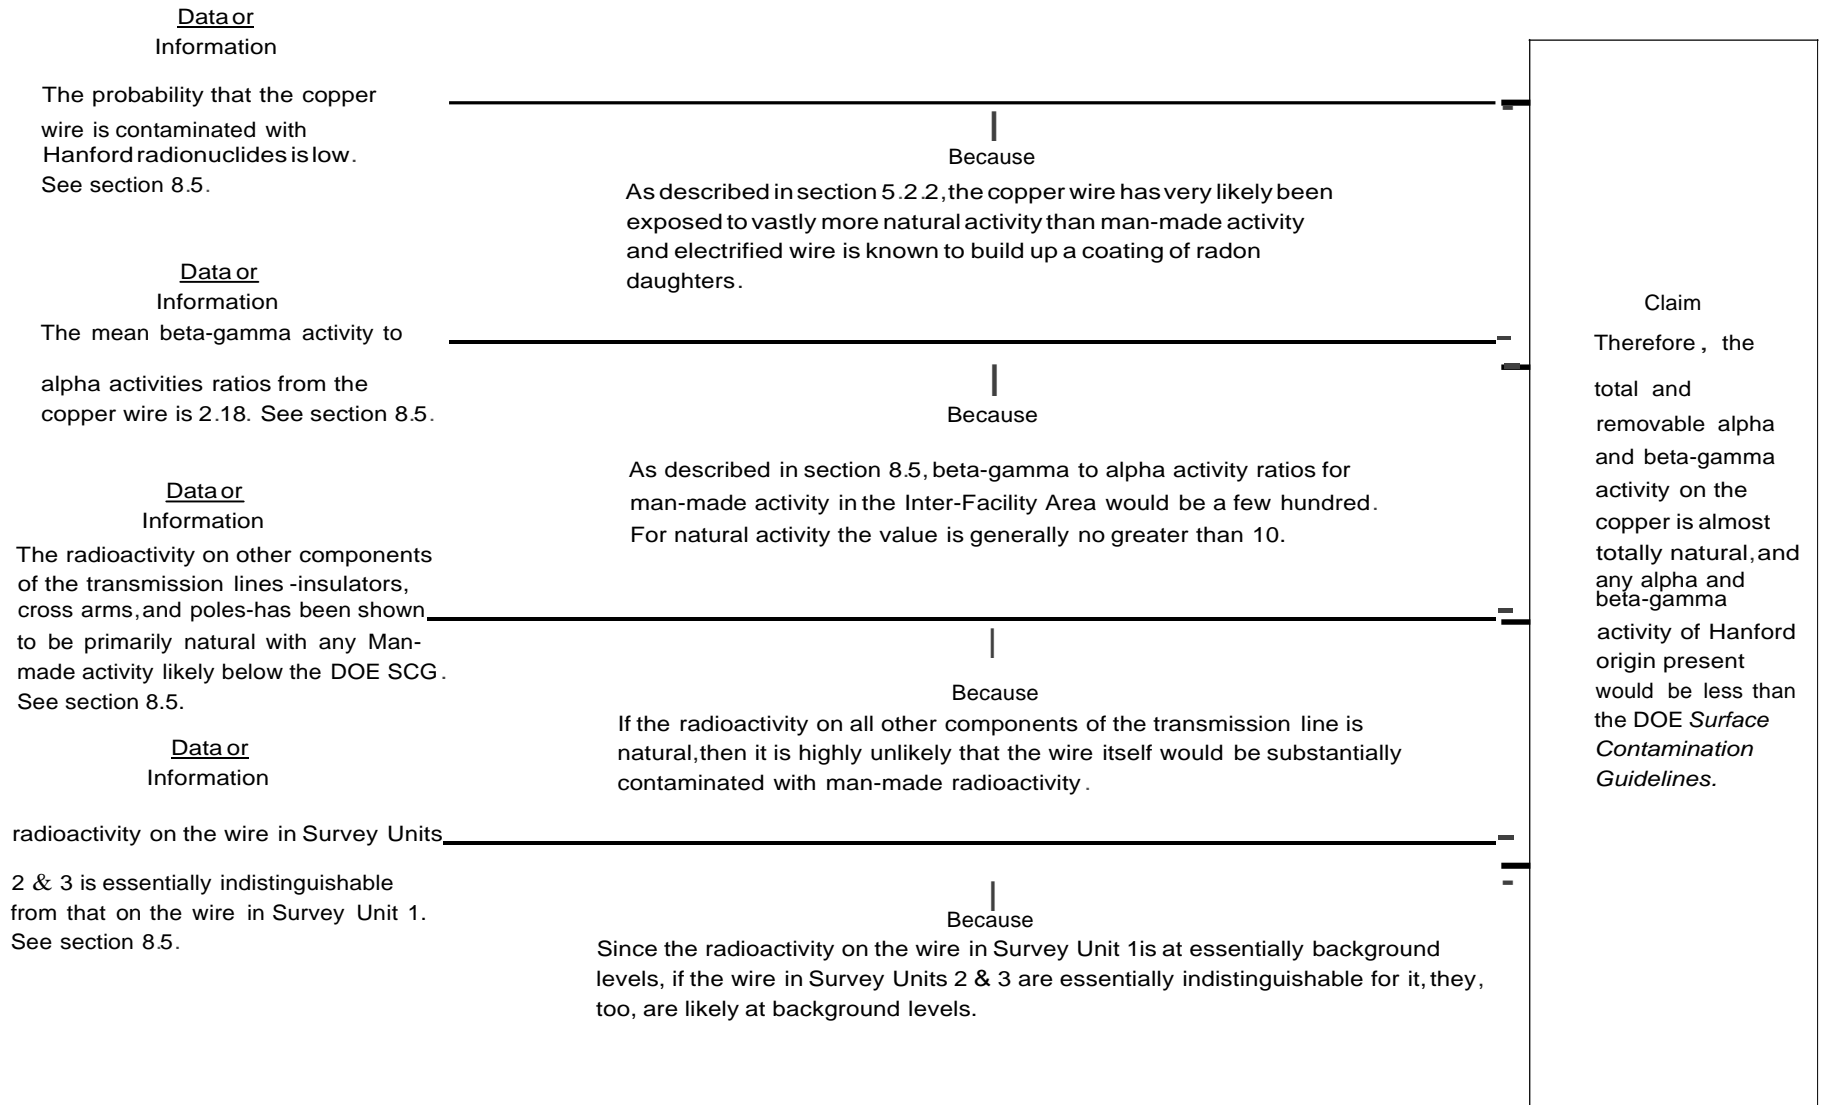 Data or
Information
The probability that the copper
wire is contaminated with
Hanford radionuclides is low.
See section 8.5.
Because
As described in section 5.2.2, the copper wire has very likely been
exposed to vastly more natural activity than man-made activity
and electrified wire is known to build up a coating of radon
daughters.
Data or
Information
The mean beta-gamma activity to
alpha activities ratios from the
copper wire is 2.18. See section 8.5.
Because
As described in section 8.5, beta-gamma to alpha activity ratios for
man-made activity in the Inter-Facility Area would be a few hundred.
For natural activity the value is generally no greater than 10.
Data or
Information
The radioactivity on other components
of the transmission lines -insulators,
cross arms, and poles-has been shown
to be primarily natural with any Man-
made activity likely below the DOE SCG.
See section 8.5.
Because
If the radioactivity on all other components of the transmission line is
natural, then it is highly unlikely that the wire itself would be substantially
contaminated with man-made radioactivity.
Data or
Information
radioactivity on the wire in Survey Units
2 & 3 is essentially indistinguishable
from that on the wire in Survey Unit 1.
See section 8.5.
Because
Since the radioactivity on the wire in Survey Unit 1is at essentially background
levels, if the wire in Survey Units 2 & 3 are essentially indistinguishable for it, they,
too, are likely at background levels.
Claim
Therefore, the
total and
removable alpha
and beta-gamma
activity on the
copper is almost
totally natural, and
any alpha and
beta-gamma
activity of Hanford
origin present
would be less than
the DOE Surface
Contamination
Guidelines.